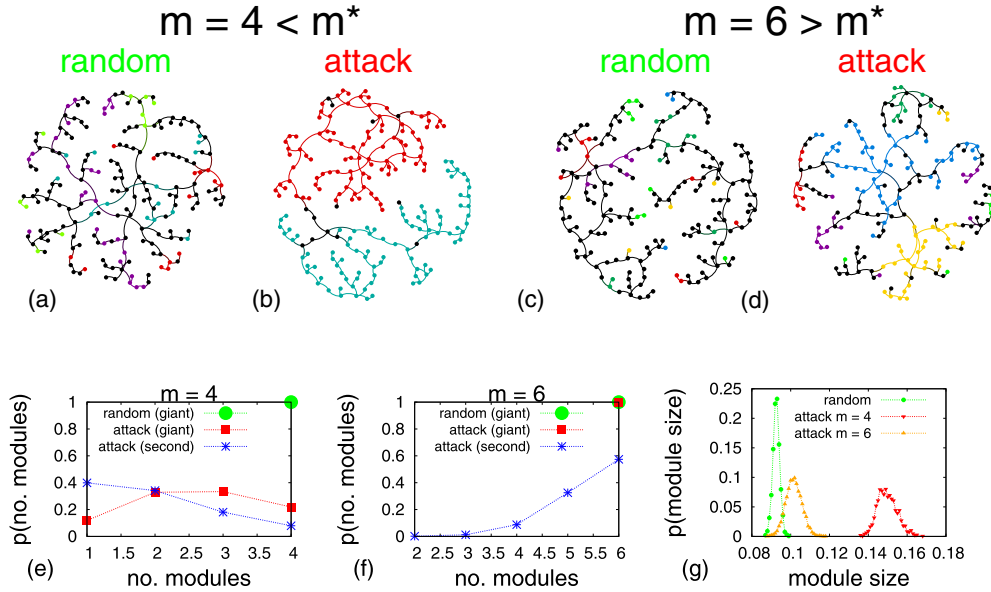 m = 4 < m*
m = 6 > m*
random
attack
random
attack
(a)
(b)
(c)
(d)
m = 4
p(no. modules)
1
0.8
0.6
0.4
0.2
0
random (giant)
attack (giant)
attack (second)
1 1.5 2 2.5 3 3.5 4
no. modules
(e)
m = 6
p(no. modules)
1
0.8
0.6
0.4
0.2
0
random (giant)
attack (giant)
attack (second)
2 2.5 3 3.5 4 4.5 5 5.5 6
no. modules
(f)
p(module size)
0.25
0.2
0.15
0.1
0.05
0
random
attack m = 4
attack m = 6
0.08 0.1 0.12 0.140 0.16 0.18
module size
(g)